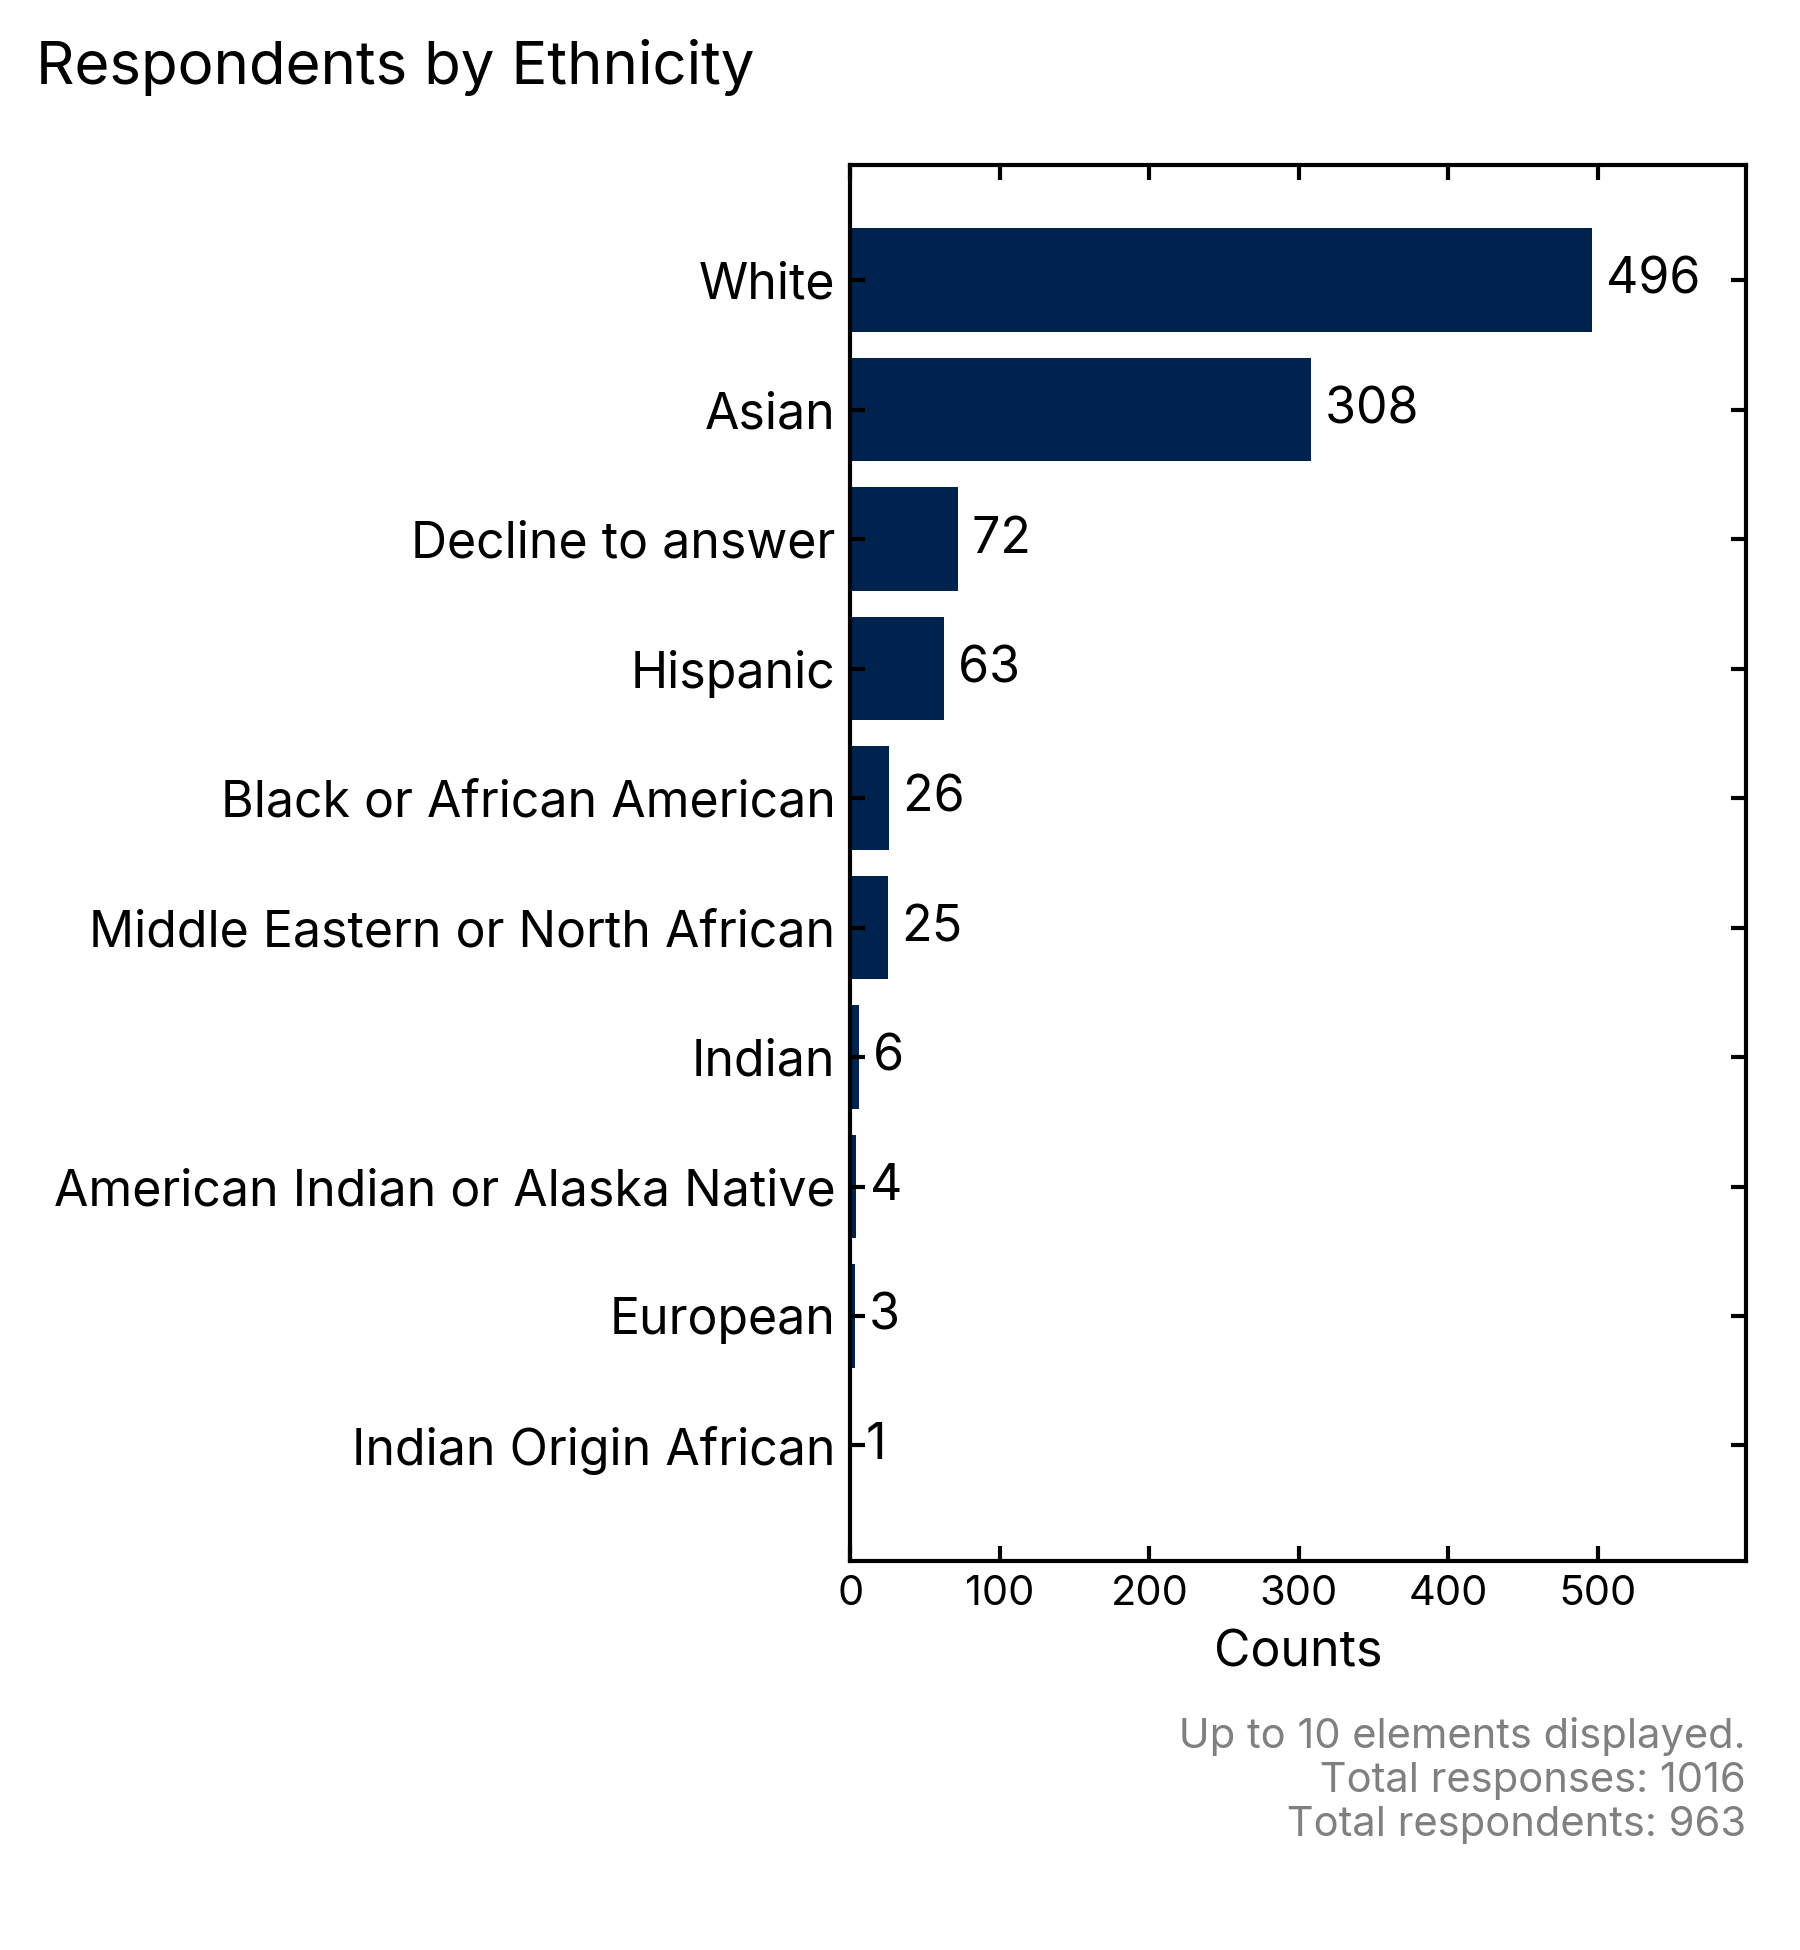 Respondents by Ethnicity
White 496
Asian 308
Decline to answer 72
Hispanic 63
Black or African American 26
Middle Eastern or North African 25
Indian 6
American Indian or Alaska Native 4
European 3
Indian Origin African 1
0 100 200 300 400 500
Counts
Up to 10 elements displayed.
Total responses: 1016
Total respondents: 963